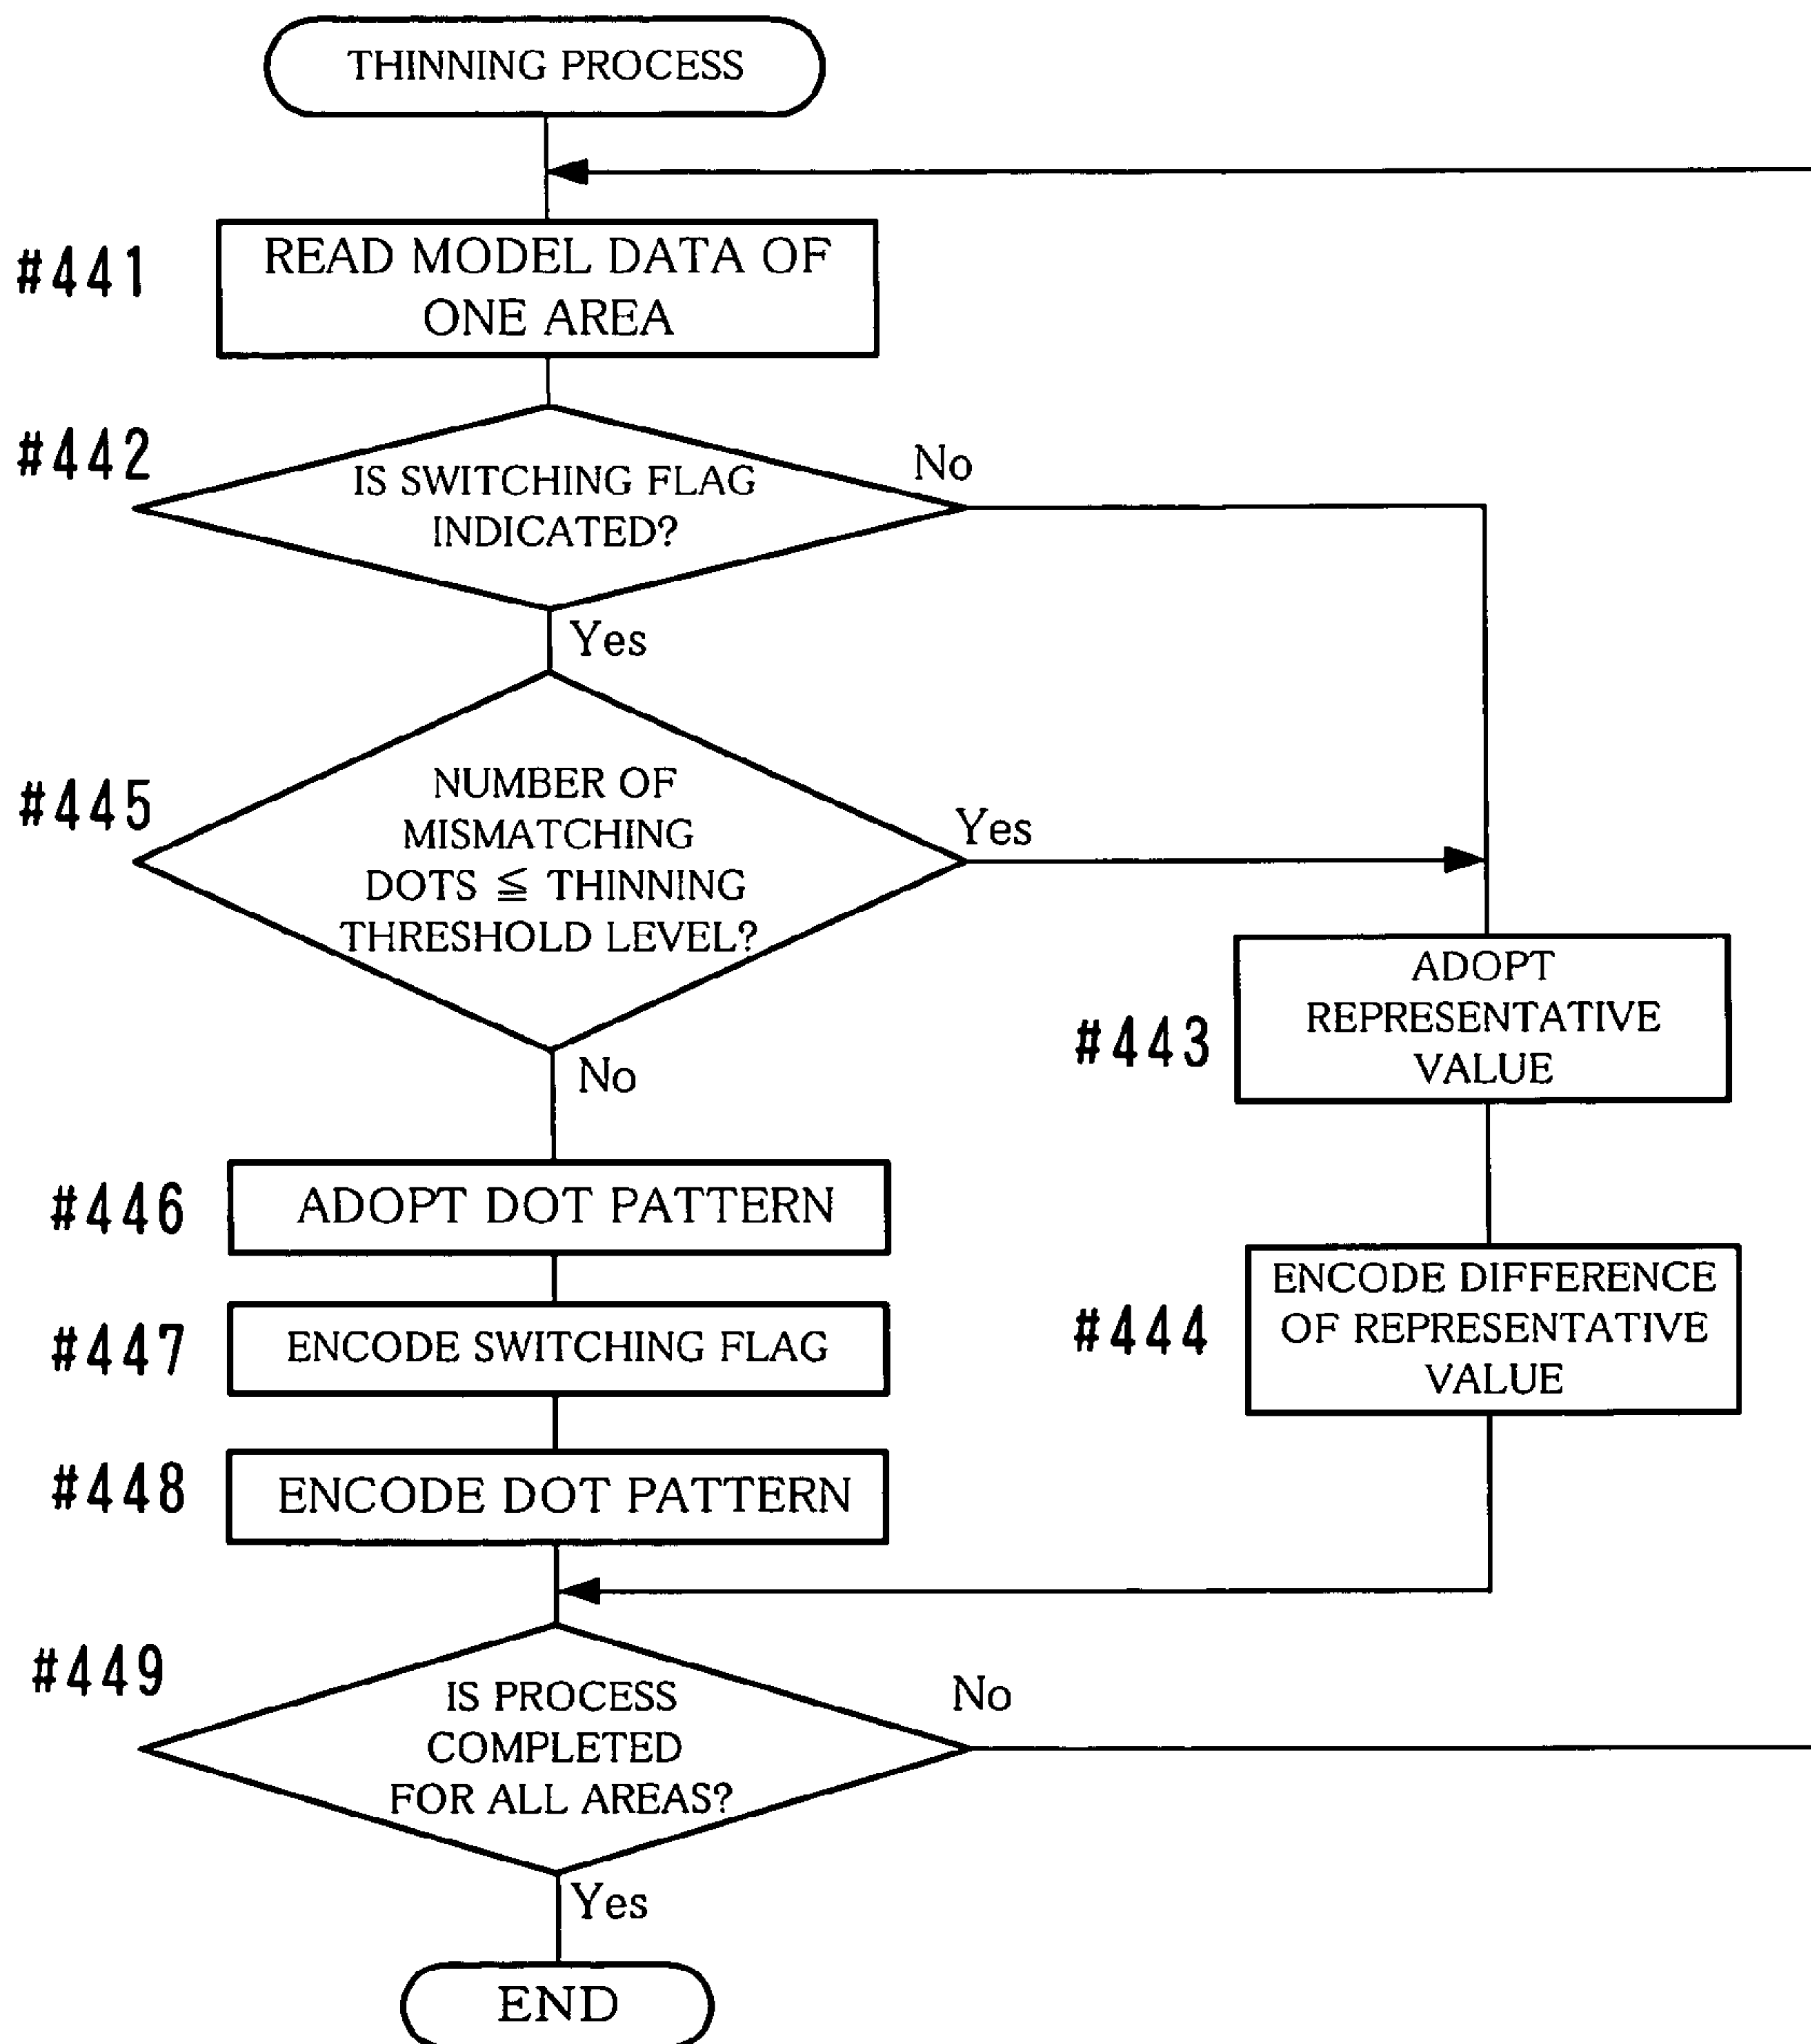 THINNING PROCESS
#441
READ MODEL DATA OF
ONE AREA
#442
IS SWITCHING FLAG
INDICATED?
No
Yes
#445
NUMBER OF
MISMATCHING
DOTS ≦ THINNING
THRESHOLD LEVEL?
Yes
No
#443
ADOPT
REPRESENTATIVE
VALUE
#446
ADOPT DOT PATTERN
#444
ENCODE DIFFERENCE
OF REPRESENTATIVE
VALUE
#447
ENCODE SWITCHING FLAG
#448
ENCODE DOT PATTERN
#449
IS PROCESS
COMPLETED
FOR ALL AREAS?
No
Yes
END